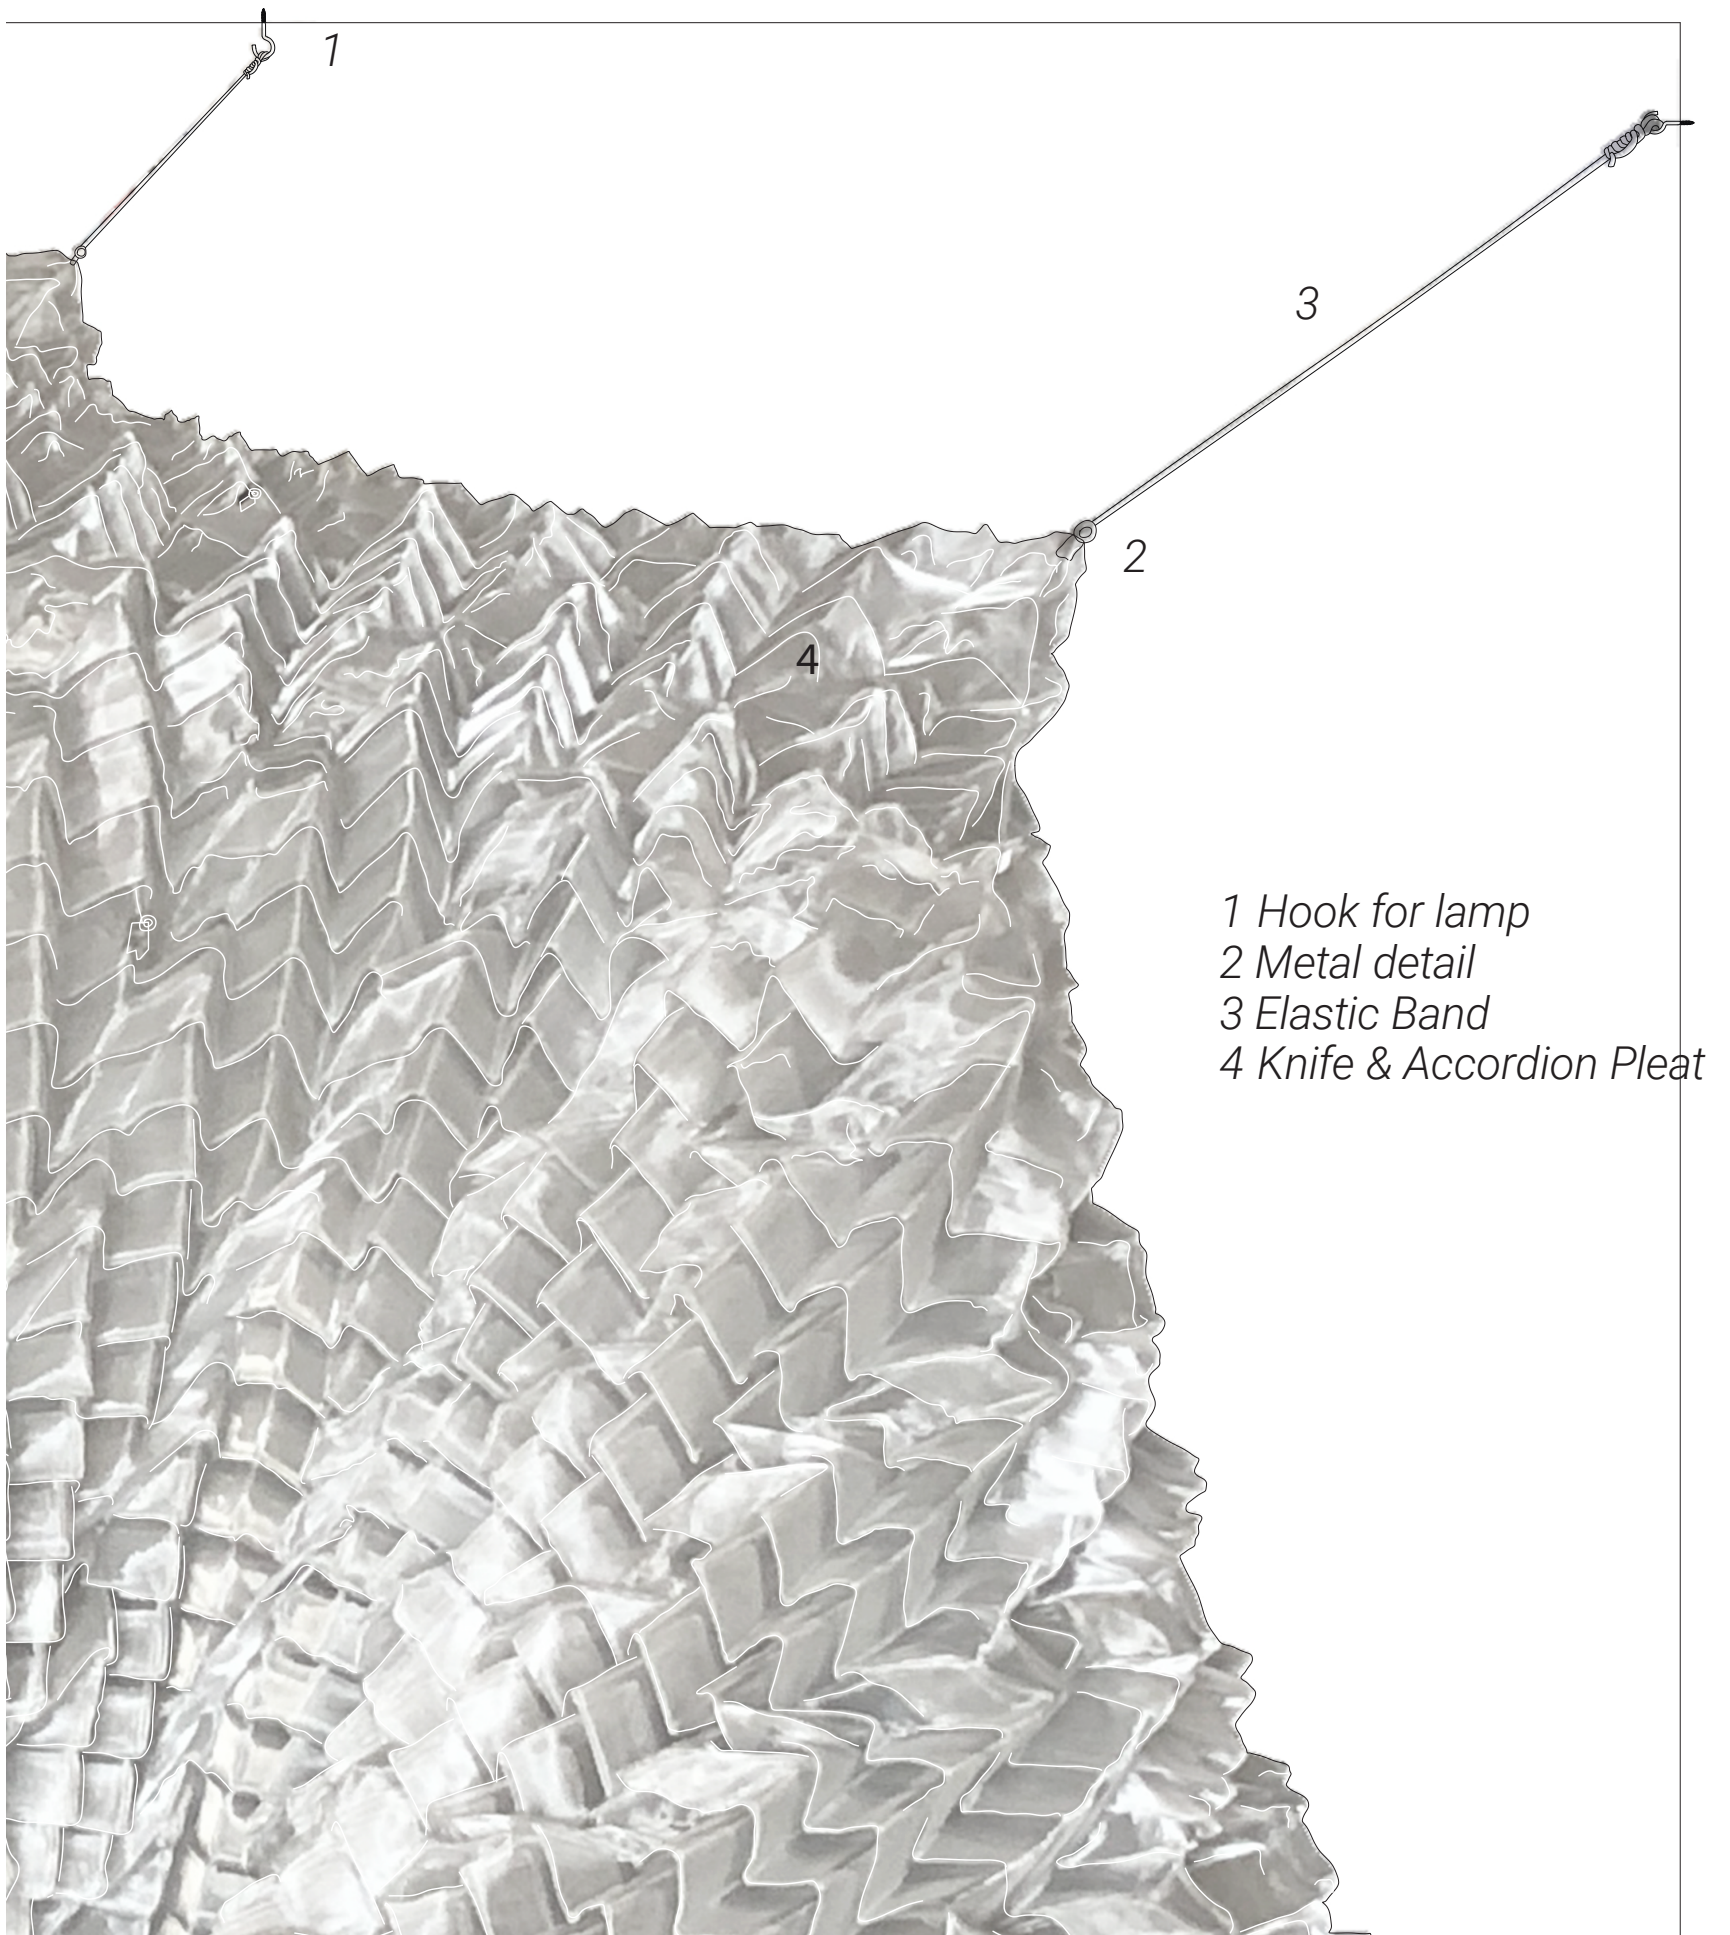 1
3
2
4
1 Hook for lamp
2 Metal detail
3 Elastic Band
4 Knife & Accordion Pleat